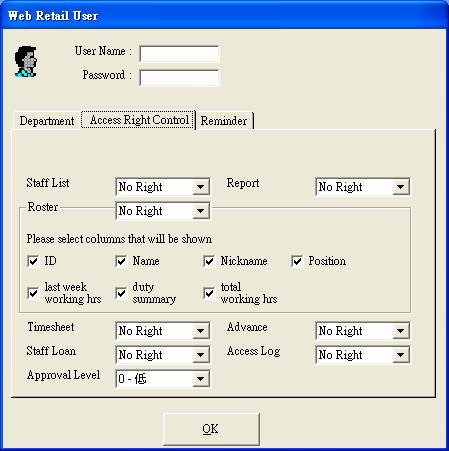 Web Retail User
User Name :
Password :
Department Access Right Control Reminder
Staff List No Right Report No Right
Roster No Right
Please select columns that will be shown
ID Name Nickname Position
last week working hrs duty summary total working hrs
Timesheet No Right Advance No Right
Staff Loan No Right Access Log No Right
Approval Level 0 - 低
OK